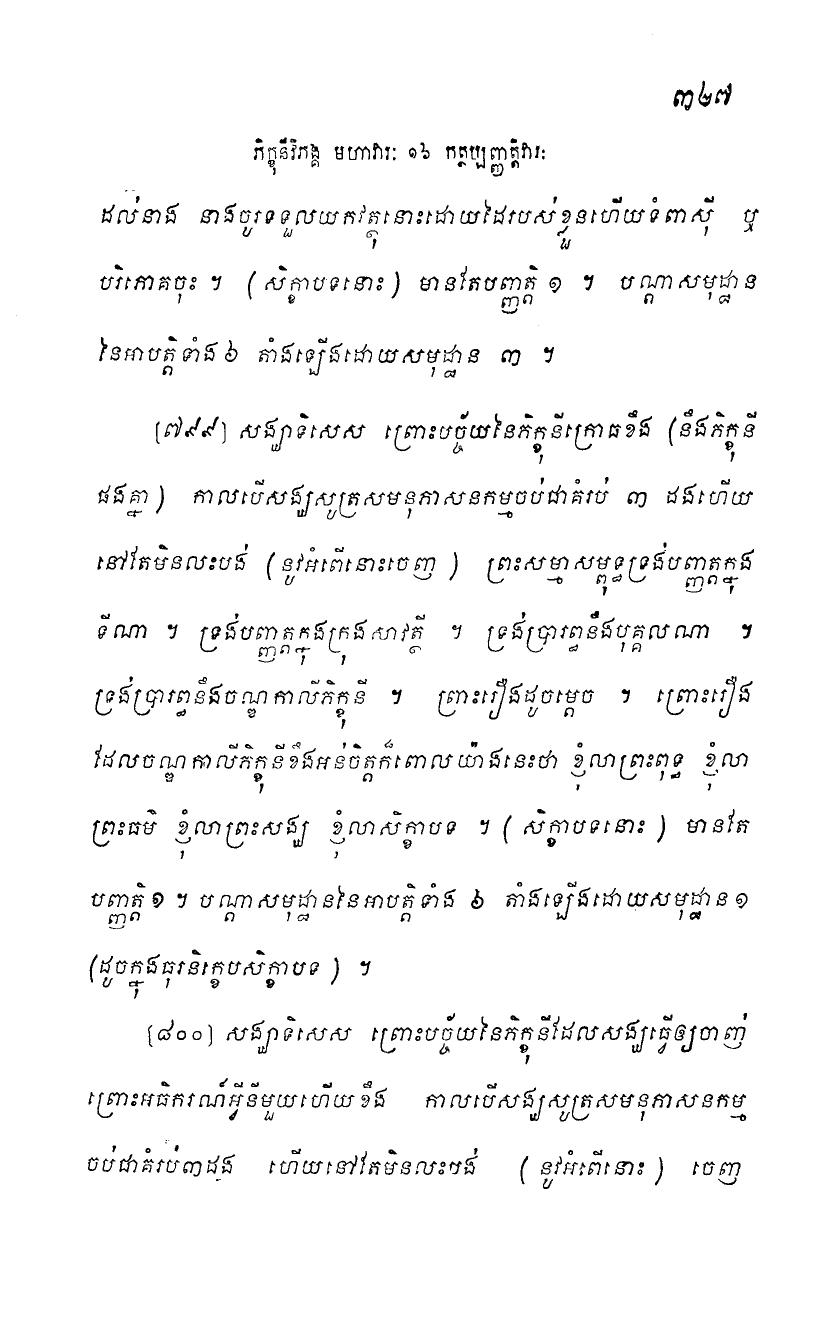 ៣២៧
ភិក្ខុនីវិភង្គ មហាវារៈ ១៦ កត្ថប្បញ្ញត្តិវារៈ
ដល់នាង នាងចូរទទួលយកវត្ថុនោះដោយដៃរបស់ខ្លួនហើយទំពាស៊ី ឬ
បរិភោគចុះ ។ (សិក្ខាបទនោះ) មានតែបញ្ញត្តិ ១ ។ បណ្តាសមុដ្ឋាន
នៃអាបត្តិទាំង៦ តាំងឡើងដោយសមុដ្ឋាន ៣ ។
[៧៩៩] សង្ឃាទិសេស ព្រោះបច្ច័យនៃភិក្ខុនីក្រោធខឹង (នឹងភិក្ខុនី
ផងគ្នា) កាលបើសង្ឃសូត្រសមនុភាសនកម្មចប់ជាគំរប់ ៣ ដងហើយ
នៅតែមិនលះបង់ (នូវអំពើនោះចេញ) ព្រះសម្មាសម្ពុទ្ធទ្រង់បញ្ញត្តក្នុង
ទីណា ។ ទ្រង់បញ្ញត្តក្នុងក្រុងសាវត្ថី ។ ទ្រង់ប្រារព្ធនឹងបុគ្គលណា ។
ទ្រង់ប្រារព្ធនឹងចណ្ឌកាលីភិក្ខុនី ។ ព្រោះរឿងដូចម្តេច ។ ព្រោះរឿង
ដែលចណ្ឌកាលីភិក្ខុនីខឹងអន់ចិត្តក៏ពោលយ៉ាងនេះថា ខ្ញុំលាព្រះពុទ្ធ ខ្ញុំលា
ព្រះធម៌ ខ្ញុំលាព្រះសង្ឃ ខ្ញុំលាសិក្ខាបទ ។ (សិក្ខាបទនោះ) មានតែ
បញ្ញត្តិ១ ។ បណ្តាសមុដ្ឋាននៃអាបត្តិទាំង ៦ តាំងឡើងដោយសមុដ្ឋាន១
(ដូចក្នុងធុរនិក្ខេបសិក្ខាបទ) ។
[៨០០] សង្ឃាទិសេស ព្រោះបច្ច័យនៃភិក្ខុនីដែលសង្ឃធ្វើឲ្យចាញ់
ព្រោះអធិករណ៍អ្វីនីមួយហើយខឹង កាលបើសង្ឃសូត្រសមនុភាសនកម្ម
ចប់ជាគំរប់៣ដង ហើយនៅតែមិនលះបង់ (នូវអំពើនោះ) ចេញ